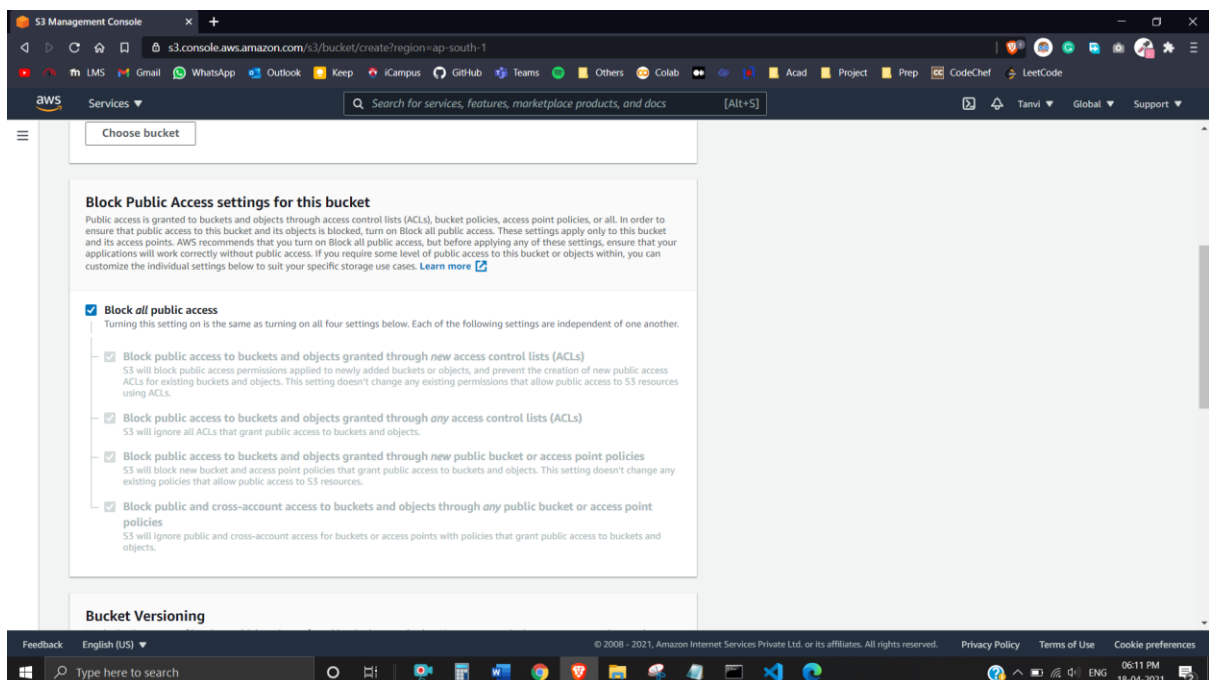 S3 Management Console
s3.console.aws.amazon.com/s3/bucket/create?region=ap-south-1
LMS Gmail WhatsApp Outlook Keep iCampus GitHub Teams Others Colab Acad Project Prep CodeChef LeetCode
aws Services ▼ Search for services, features, marketplace products, and docs [Alt+S] Tanvi ▼ Global ▼ Support ▼
Choose bucket
Block Public Access settings for this bucket
Public access is granted to buckets and objects through access control lists (ACLs), bucket policies, access point policies, or all. In order to
ensure that public access to this bucket and its objects is blocked, turn on Block all public access. These settings apply only to this bucket
and its access points. AWS recommends that you turn on Block all public access, but before applying any of these settings, ensure that your
applications will work correctly without public access. If you require some level of public access to this bucket or objects within, you can
customize the individual settings below to suit your specific storage use cases. Learn more
Block all public access
Turning this setting on is the same as turning on all four settings below. Each of the following settings are independent of one another.
Block public access to buckets and objects granted through new access control lists (ACLs)
S3 will block public access permissions applied to newly added buckets or objects, and prevent the creation of new public access
ACLs for existing buckets and objects. This setting doesn't change any existing permissions that allow public access to S3 resources
using ACLs.
Block public access to buckets and objects granted through any access control lists (ACLs)
S3 will ignore all ACLs that grant public access to buckets and objects.
Block public access to buckets and objects granted through new public bucket or access point policies
S3 will block new bucket and access point policies that grant public access to buckets and objects. This setting doesn't change any
existing policies that allow public access to S3 resources.
Block public and cross-account access to buckets and objects through any public bucket or access point
policies
S3 will ignore public and cross-account access for buckets or access points with policies that grant public access to buckets and
objects.
Bucket Versioning
Feedback English (US) ▼ © 2008 - 2021, Amazon Internet Services Private Ltd. or its affiliates. All rights reserved. Privacy Policy Terms of Use Cookie preferences
Type here to search ENG 06:11 PM
18-04-2021